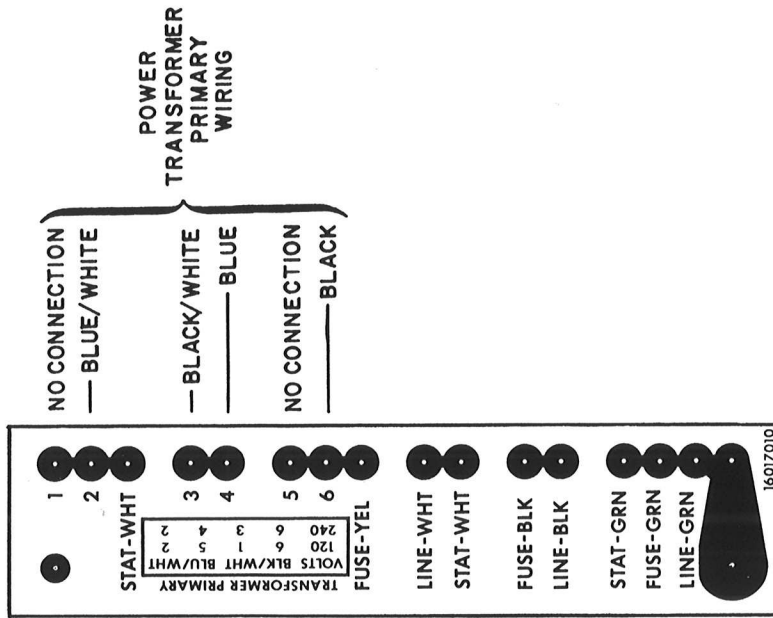 POWER
TRANSFORMER
PRIMARY
WIRING
NO CONNECTION
BLUE/WHITE
BLACK/WHITE
BLUE
NO CONNECTION
BLACK
1
2
STAT-WHT
3
4
TRANSFORMER PRIMARY
VOLTS BLK/WHT BLU/WHT
120 6 1 5 2
240 6 3 4 2
5
6
FUSE-YEL
LINE-WHT
STAT-WHT
FUSE-BLK
LINE-BLK
STAT-GRN
FUSE-GRN
LINE-GRN
16017010